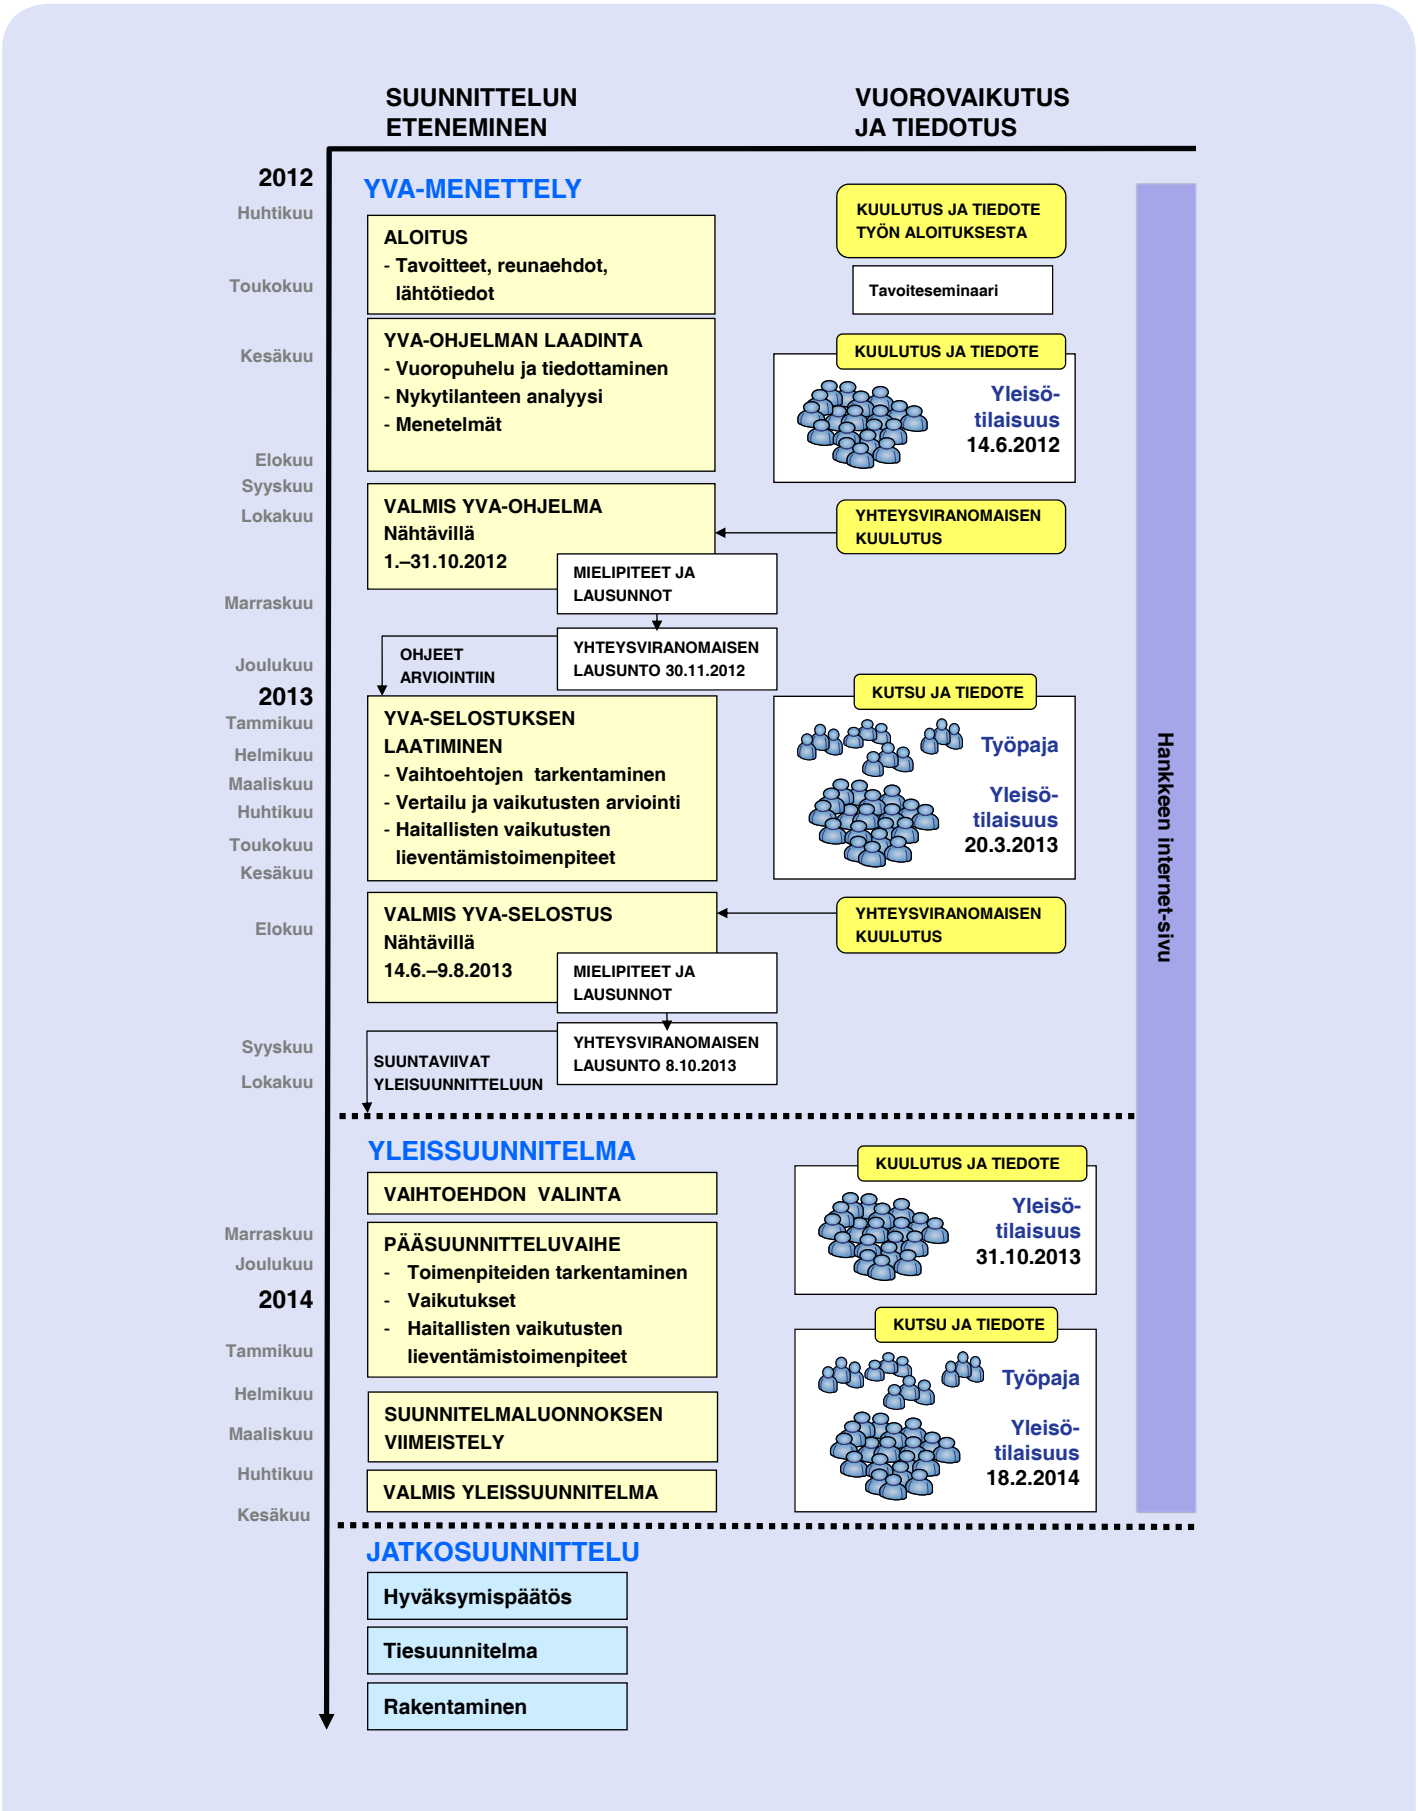 SUUNNITTELUN
ETENEMINEN
VUOROVAIKUTUS
JA TIEDOTUS
2012
Huhtikuu
Toukokuu
Kesäkuu
Elokuu
Syyskuu
Lokakuu
Marraskuu
Joulukuu
2013
Tammikuu
Helmikuu
Maaliskuu
Huhtikuu
Toukokuu
Kesäkuu
Elokuu
Syyskuu
Lokakuu
Marraskuu
Joulukuu
2014
Tammikuu
Helmikuu
Maaliskuu
Huhtikuu
Kesäkuu
YVA-MENETTELY
ALOITUS
- Tavoitteet, reunaehdot,
lähtötiedot
YVA-OHJELMAN LAADINTA
- Vuoropuhelu ja tiedottaminen
- Nykytilanteen analyysi
- Menetelmät
VALMIS YVA-OHJELMA
Nähtävillä
1.–31.10.2012
MIELIPITEET JA
LAUSUNNOT
YHTEYSVIRANOMAISEN
LAUSUNTO 30.11.2012
OHJEET
ARVIOINTIIN
YVA-SELOSTUKSEN
LAATIMINEN
- Vaihtoehtojen tarkentaminen
- Vertailu ja vaikutusten arviointi
- Haitallisten vaikutusten
lieventämistoimenpiteet
VALMIS YVA-SELOSTUS
Nähtävillä
14.6.–9.8.2013
MIELIPITEET JA
LAUSUNNOT
YHTEYSVIRANOMAISEN
LAUSUNTO 8.10.2013
SUUNTAVIIVAT
YLEISUUNNITTELUUN
YLEISSUUNNITELMA
VAIHTOEHDON VALINTA
PÄÄSUUNNITTELUVAIHE
- Toimenpiteiden tarkentaminen
- Vaikutukset
- Haitallisten vaikutusten
lieventämistoimenpiteet
SUUNNITELMALUONNOKSEN
VIIMEISTELY
VALMIS YLEISSUUNNITELMA
JATKOSUUNNITTELU
Hyväksymispäätös
Tiesuunnitelma
Rakentaminen
KUULUTUS JA TIEDOTE
TYÖN ALOITUKSESTA
Tavoiteseminaari
KUULUTUS JA TIEDOTE
Yleisö-
tilaisuus
14.6.2012
YHTEYSVIRANOMAISEN
KUULUTUS
KUTSU JA TIEDOTE
Työpaja
Yleisö-
tilaisuus
20.3.2013
YHTEYSVIRANOMAISEN
KUULUTUS
KUULUTUS JA TIEDOTE
Yleisö-
tilaisuus
31.10.2013
KUTSU JA TIEDOTE
Työpaja
Yleisö-
tilaisuus
18.2.2014
Hankkeen internet-sivu